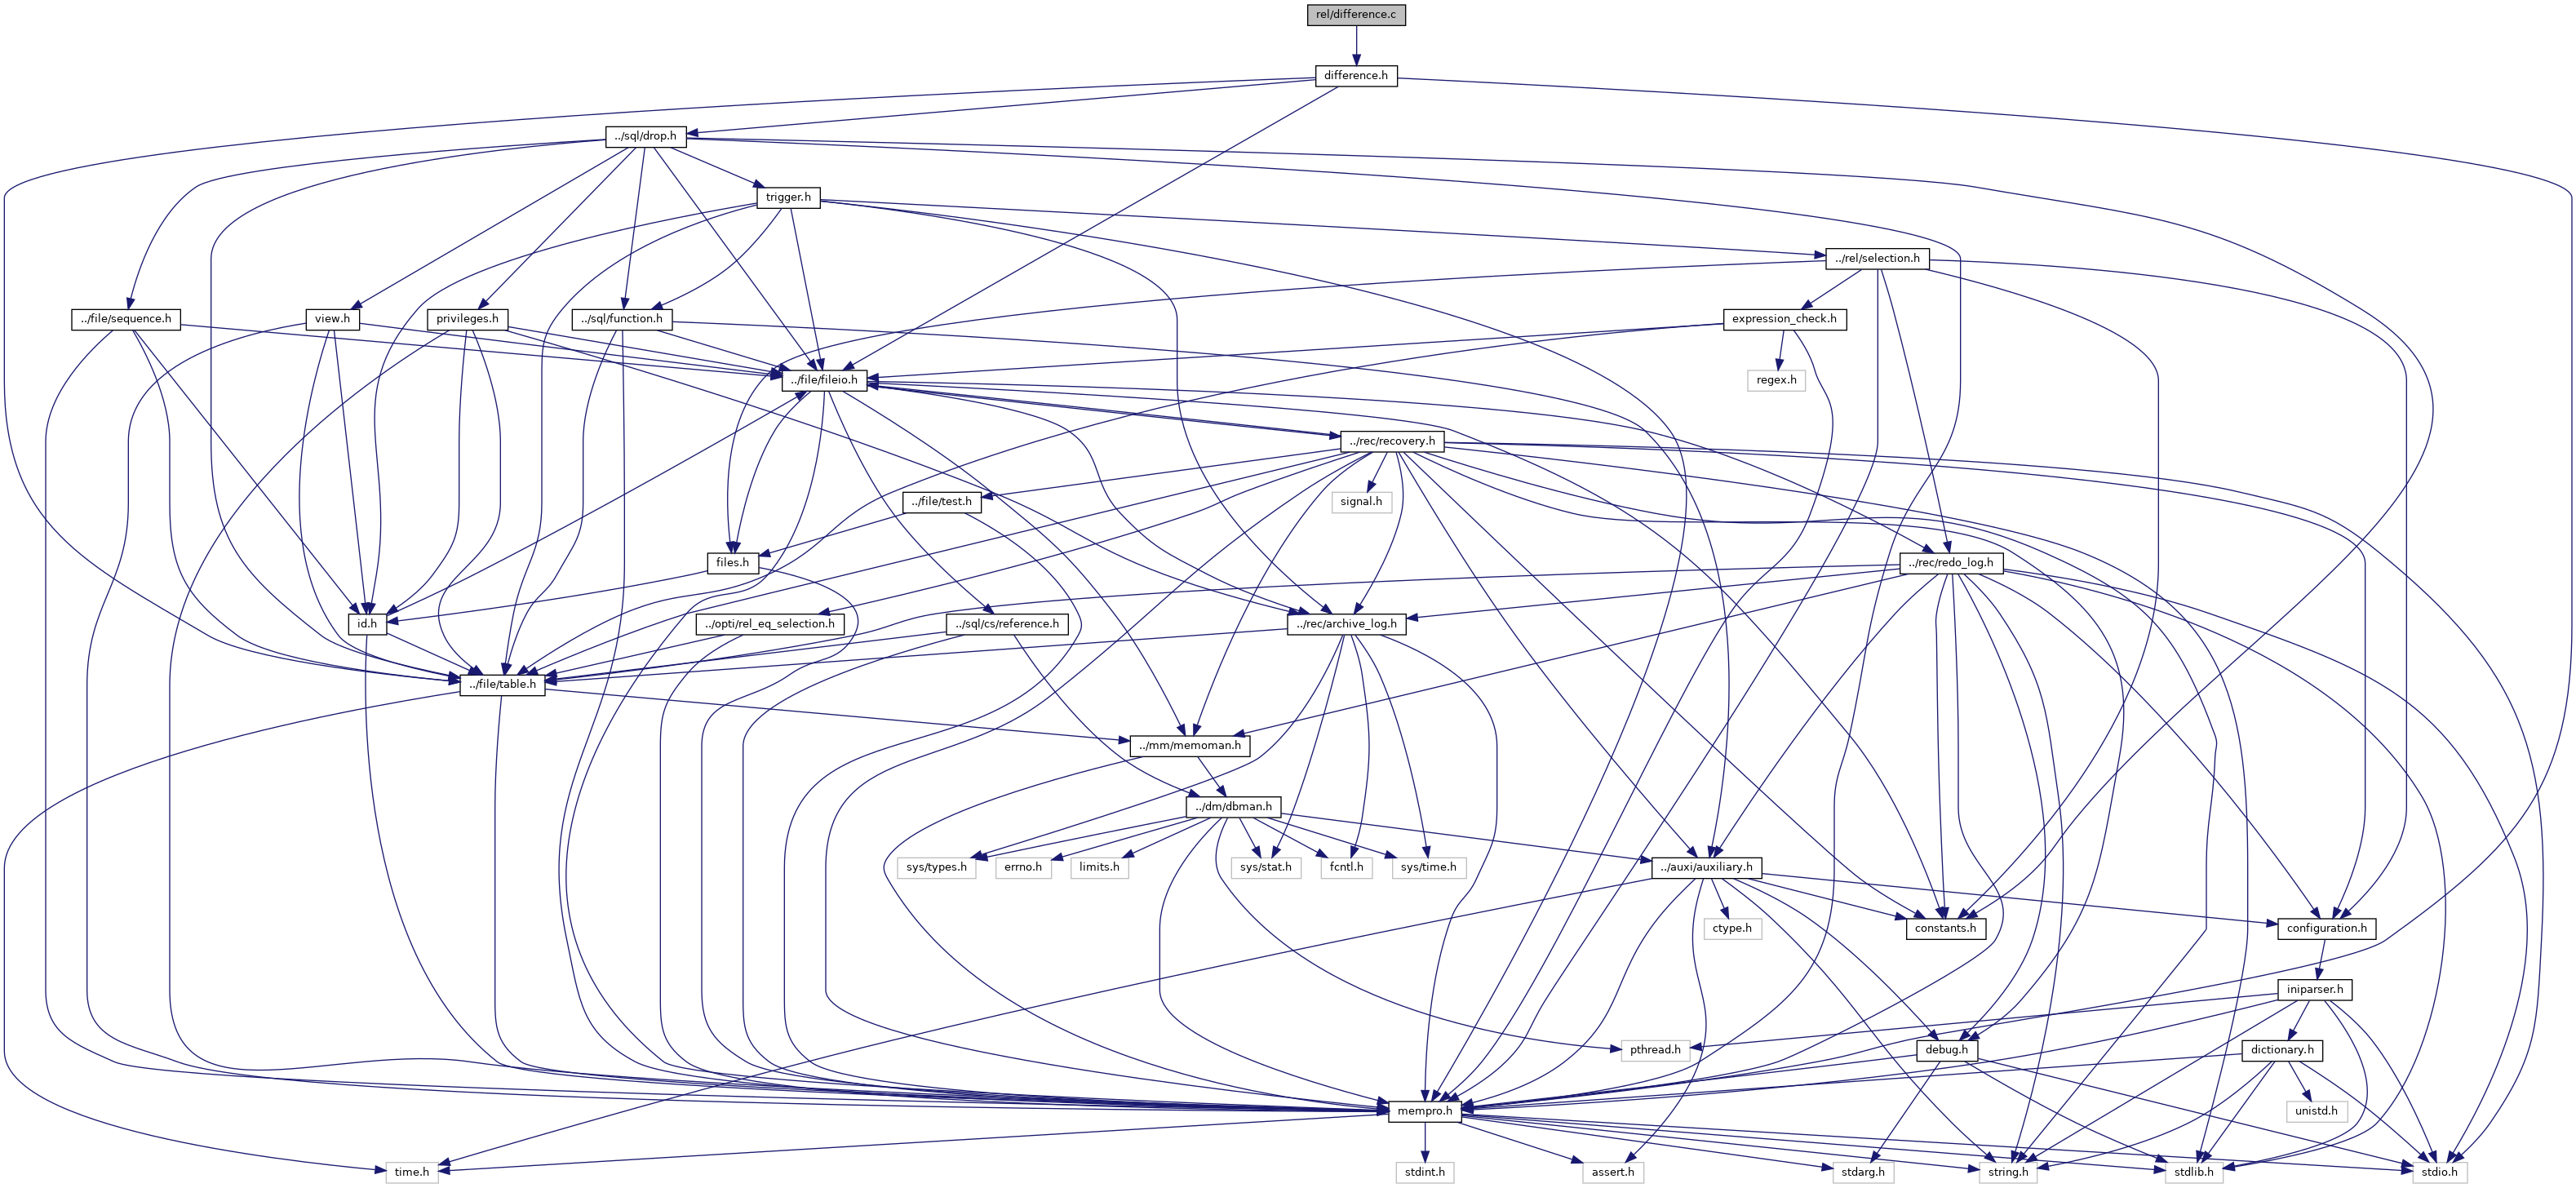 rel/difference.c
difference.h
../sql/drop.h
trigger.h
../rel/selection.h
../file/sequence.h
view.h
privileges.h
../sql/function.h
expression_check.h
../file/fileio.h
regex.h
../rec/recovery.h
../file/test.h
signal.h
files.h
../rec/redo_log.h
id.h
../opti/rel_eq_selection.h
../sql/cs/reference.h
../rec/archive_log.h
../file/table.h
../mm/memoman.h
../dm/dbman.h
sys/types.h
errno.h
limits.h
sys/stat.h
fcntl.h
sys/time.h
../auxi/auxiliary.h
ctype.h
constants.h
configuration.h
iniparser.h
pthread.h
debug.h
dictionary.h
mempro.h
unistd.h
time.h
stdint.h
assert.h
stdarg.h
string.h
stdlib.h
stdio.h